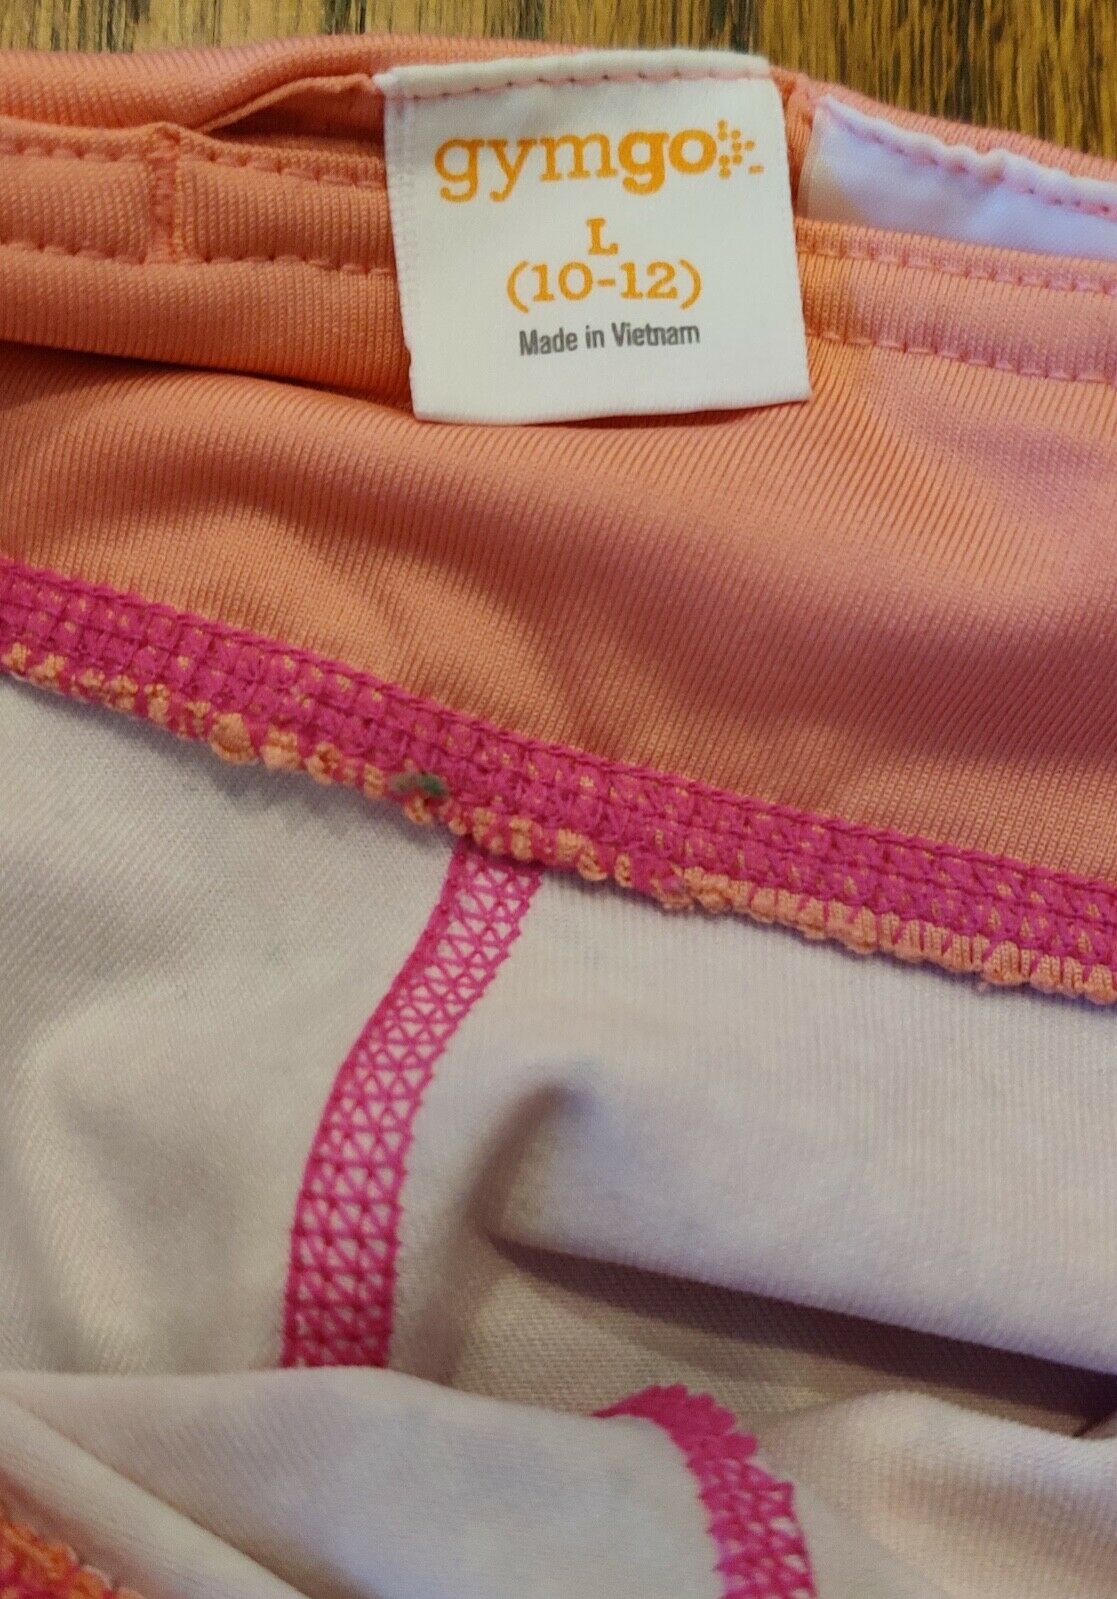 gymgo
L
(10-12)
Made in Vietnam